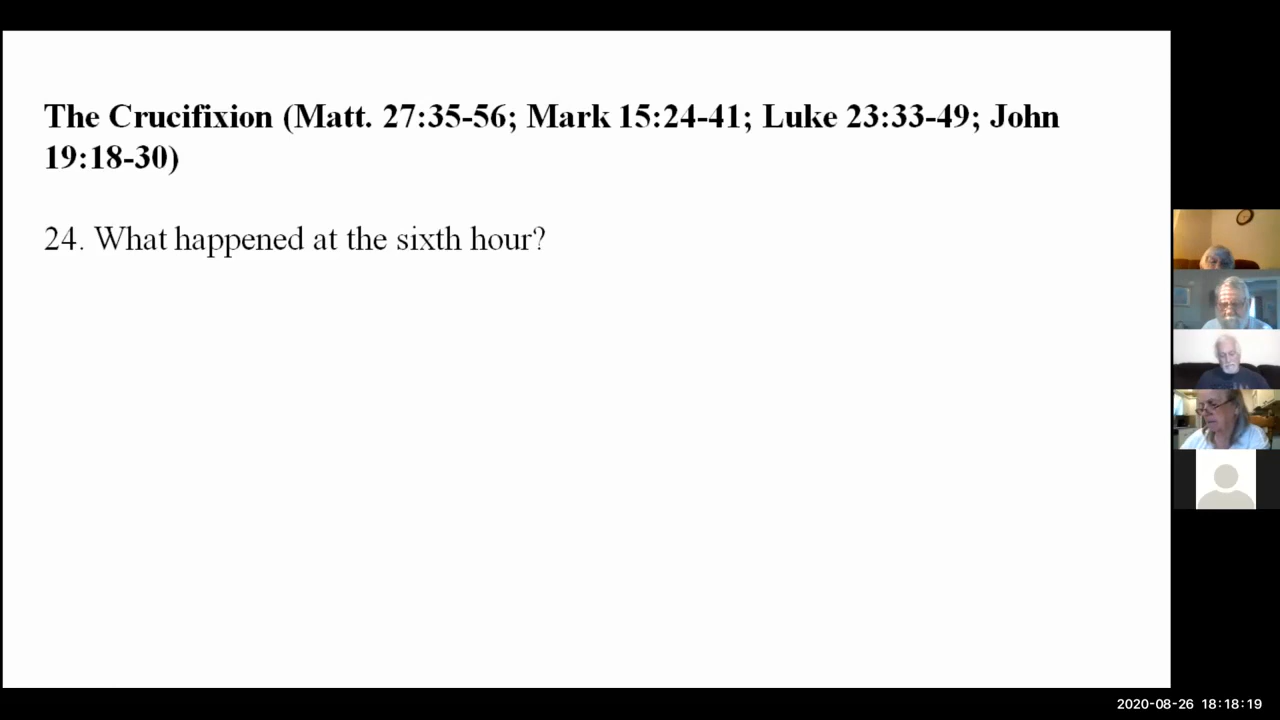 The Crucifixion (Matt. 27:35-56; Mark 15:24-41; Luke 23:33-49; John
19:18-30)
24. What happened at the sixth hour?
2020-08-26 18:18:19